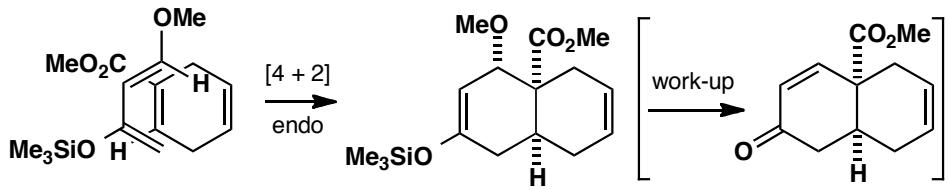 OMe
MeO₂C
H
Me₃SiO
H
[4 + 2]
endo
MeO
CO₂Me
Me₃SiO
H
work-up
CO₂Me
O
H